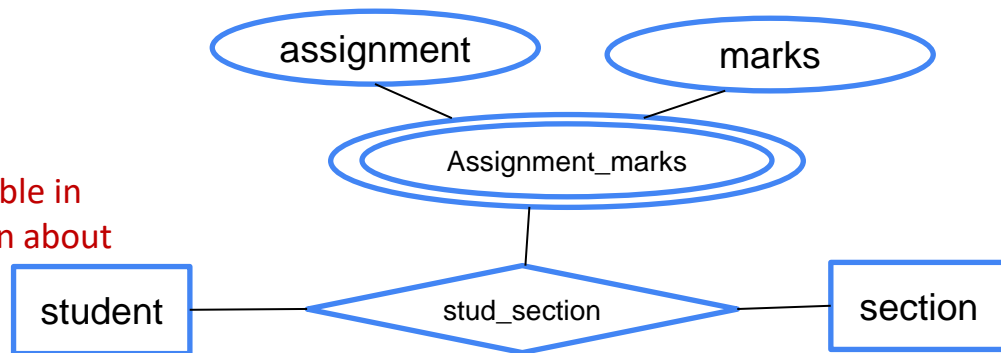 assignment
marks
Assignment_marks
ble in
n about
student
stud_section
section